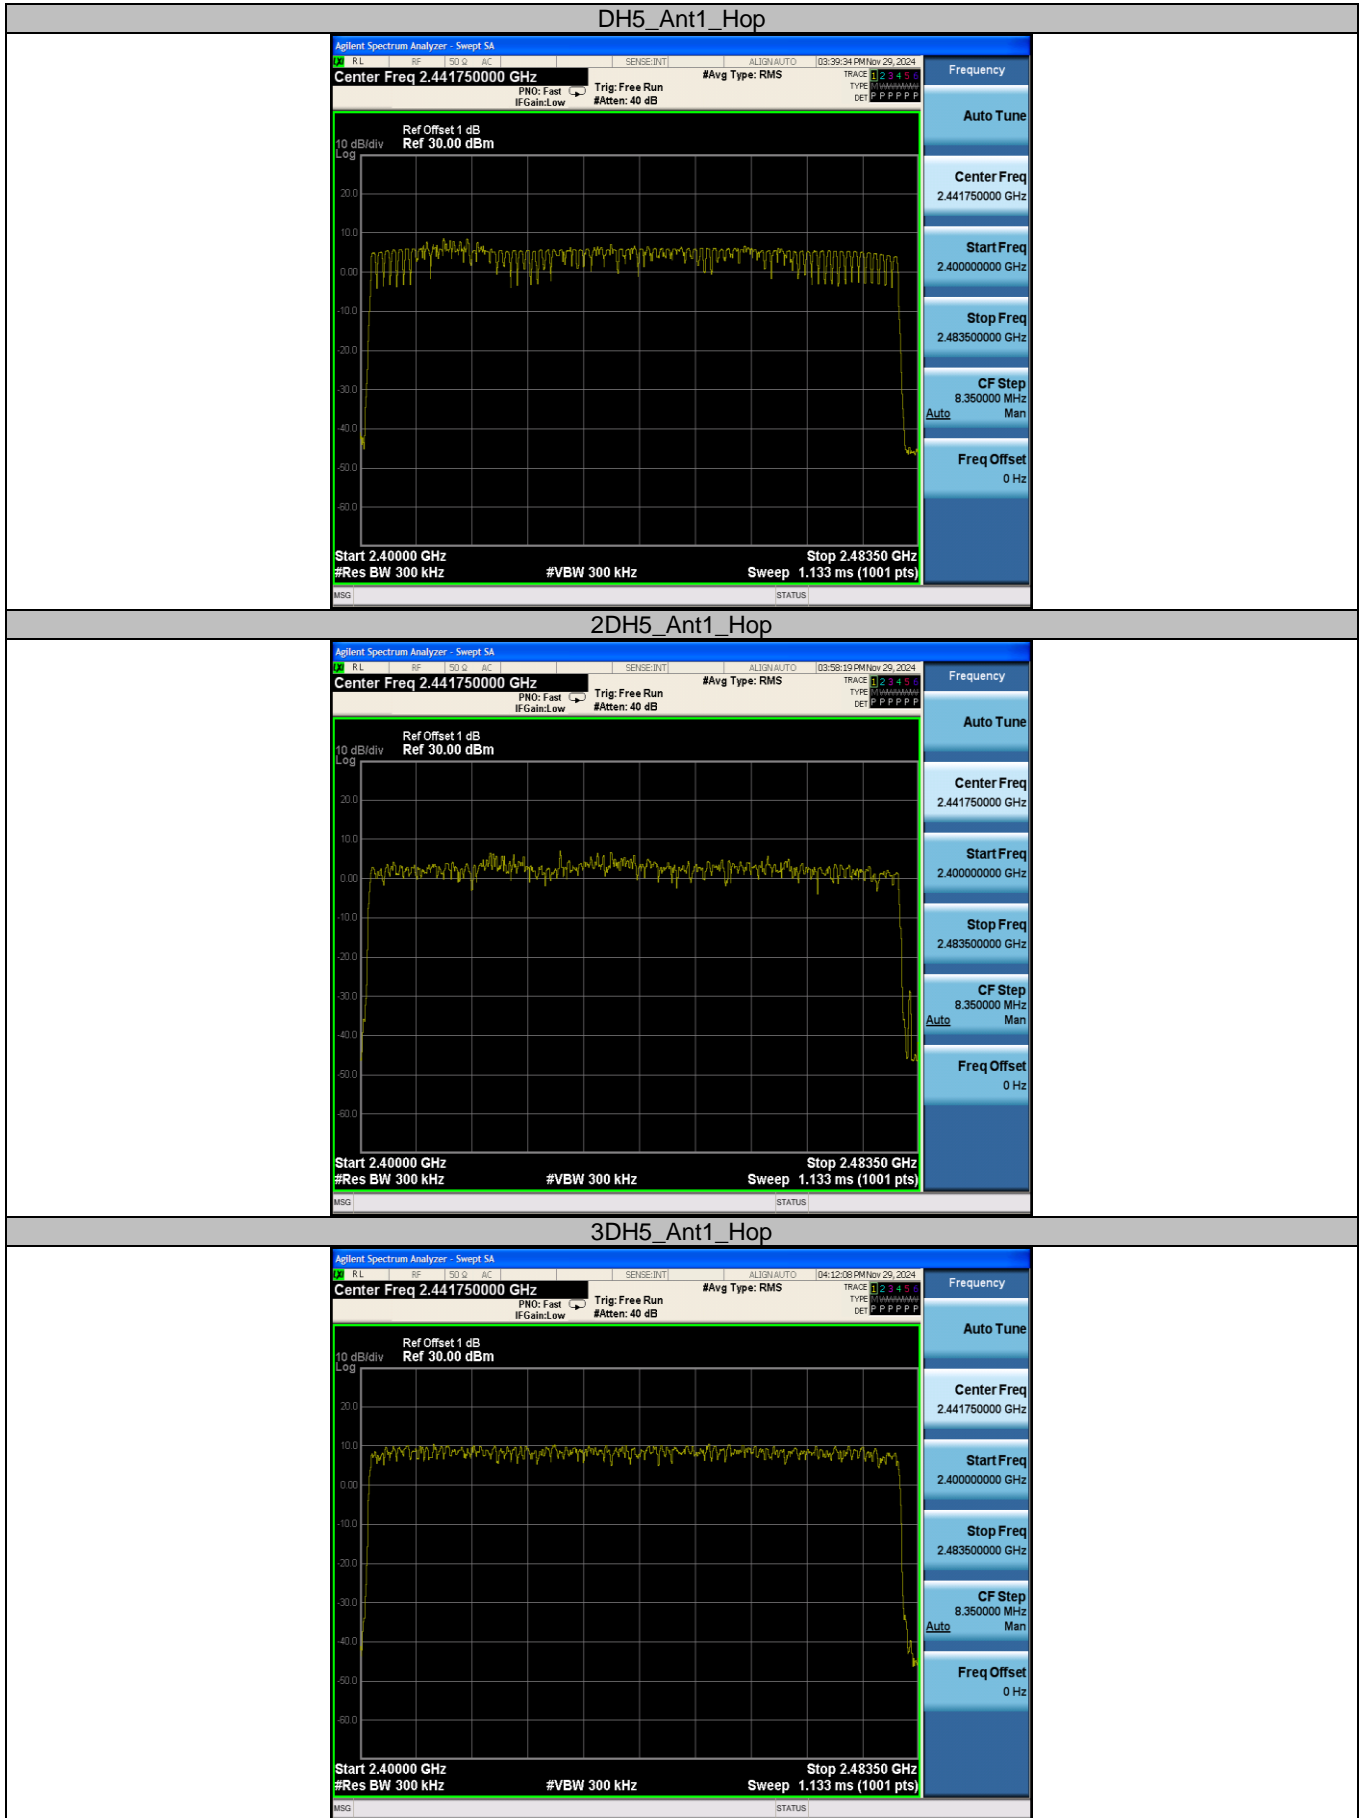 DH5_Ant1_Hop
Agilent Spectrum Analyzer - Swept SA
RL RF 50 Ω AC SENSE:INT ALIGNAUTO 03:39:34 PM Nov 29, 2024
Center Freq 2.441750000 GHz
#Avg Type: RMS
TRACE 1 2 3 4 5 6
PNO: Fast Trig: Free Run
TYPE
IFGain:Low #Atten: 40 dB
DET P P P P P P
Frequency
Auto Tune
Ref Offset 1 dB
10 dB/div Ref 30.00 dBm
Log
20.0
10.0
0.00
-10.0
-20.0
-30.0
-40.0
-50.0
-60.0
Center Freq
2.441750000 GHz
Start Freq
2.400000000 GHz
Stop Freq
2.483500000 GHz
CF Step
8.350000 MHz
Auto Man
Freq Offset
0 Hz
Start 2.40000 GHz Stop 2.48350 GHz
#Res BW 300 kHz #VBW 300 kHz Sweep 1.133 ms (1001 pts)
MSG STATUS
2DH5_Ant1_Hop
Agilent Spectrum Analyzer - Swept SA
RL RF 50 Ω AC SENSE:INT ALIGNAUTO 03:58:19 PM Nov 29, 2024
Center Freq 2.441750000 GHz
#Avg Type: RMS
TRACE 1 2 3 4 5 6
PNO: Fast Trig: Free Run
TYPE
IFGain:Low #Atten: 40 dB
DET P P P P P P
Frequency
Auto Tune
Ref Offset 1 dB
10 dB/div Ref 30.00 dBm
Log
20.0
10.0
0.00
-10.0
-20.0
-30.0
-40.0
-50.0
-60.0
Center Freq
2.441750000 GHz
Start Freq
2.400000000 GHz
Stop Freq
2.483500000 GHz
CF Step
8.350000 MHz
Auto Man
Freq Offset
0 Hz
Start 2.40000 GHz Stop 2.48350 GHz
#Res BW 300 kHz #VBW 300 kHz Sweep 1.133 ms (1001 pts)
MSG STATUS
3DH5_Ant1_Hop
Agilent Spectrum Analyzer - Swept SA
RL RF 50 Ω AC SENSE:INT ALIGNAUTO 04:12:08 PM Nov 29, 2024
Center Freq 2.441750000 GHz
#Avg Type: RMS
TRACE 1 2 3 4 5 6
PNO: Fast Trig: Free Run
TYPE
IFGain:Low #Atten: 40 dB
DET P P P P P P
Frequency
Auto Tune
Ref Offset 1 dB
10 dB/div Ref 30.00 dBm
Log
20.0
10.0
0.00
-10.0
-20.0
-30.0
-40.0
-50.0
-60.0
Center Freq
2.441750000 GHz
Start Freq
2.400000000 GHz
Stop Freq
2.483500000 GHz
CF Step
8.350000 MHz
Auto Man
Freq Offset
0 Hz
Start 2.40000 GHz Stop 2.48350 GHz
#Res BW 300 kHz #VBW 300 kHz Sweep 1.133 ms (1001 pts)
MSG STATUS